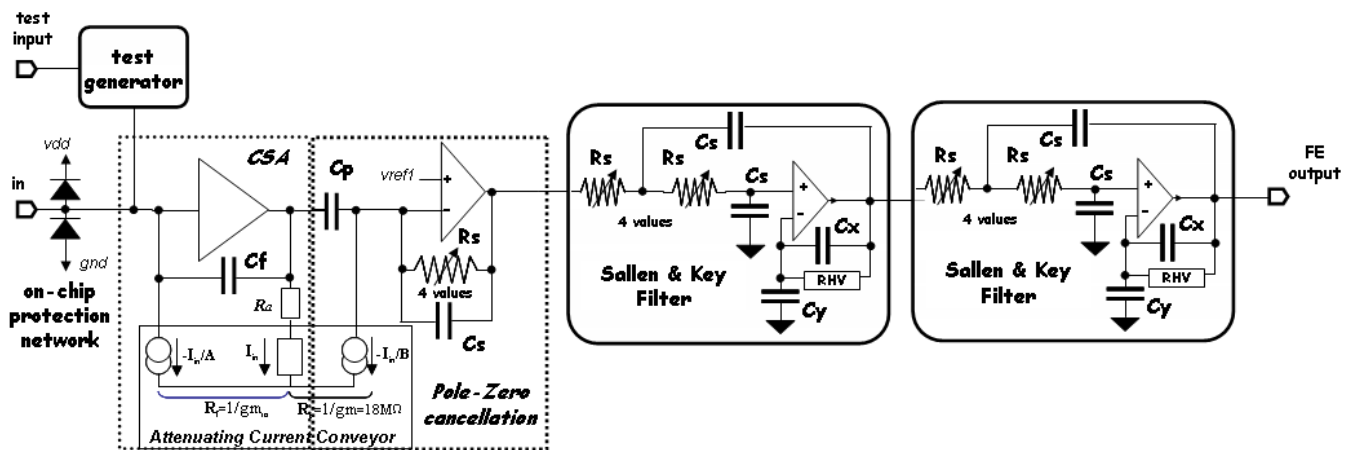 test
input
test
generator
vdd
in
gnd
on-chip
protection
network
CSA
Cf
Ra
-Iin/A
Iin
-Iin/B
Rf=1/gmin
=1/gm=18MΩ
Attenuating Current Conveyor
Cp
vref1
+
-
Rs
4 values
Cs
Pole-Zero
cancellation
Cs
Rs
Rs
Cs
4 values
+
-
Cx
RHV
Cy
Sallen & Key
Filter
Cs
Rs
Rs
Cs
4 values
+
-
Cx
RHV
Cy
Sallen & Key
Filter
FE
output